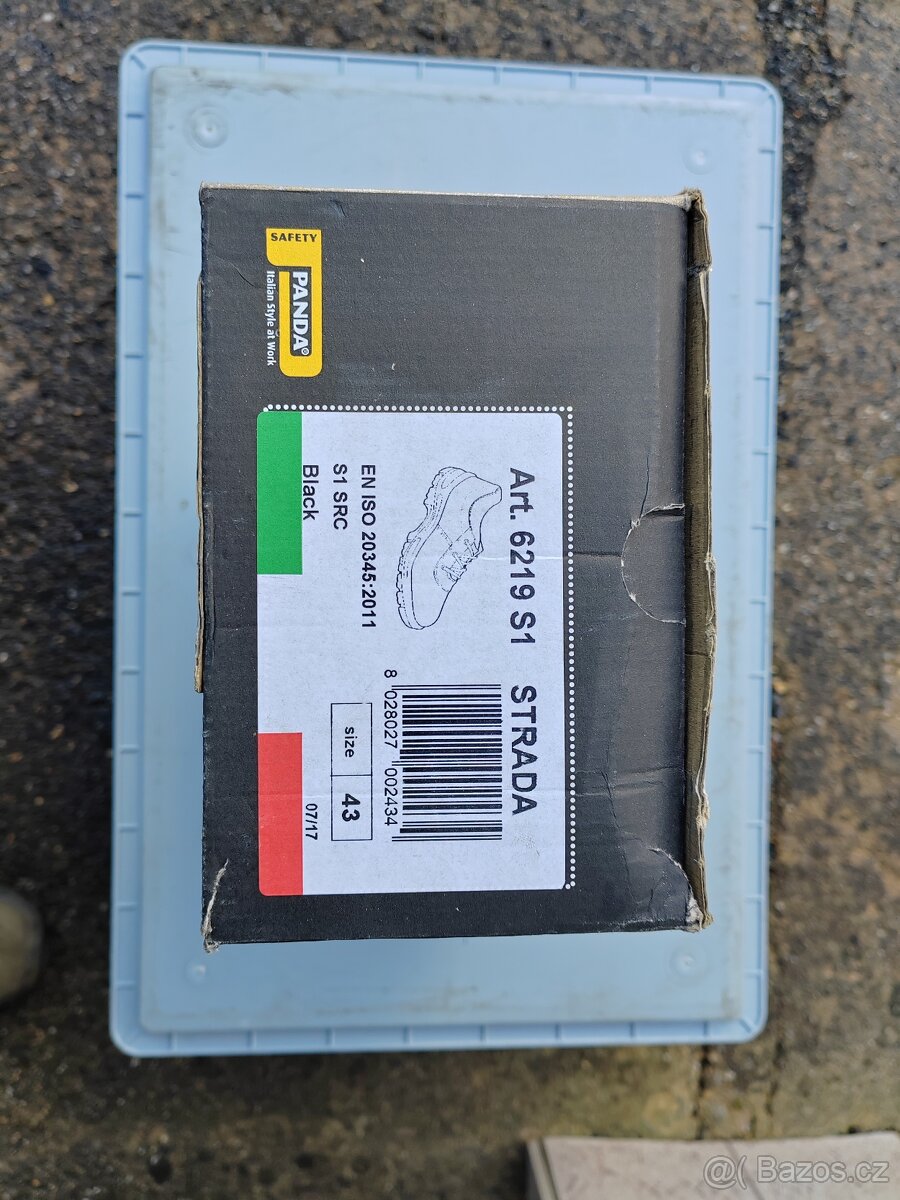 SAFETY
PANDA®
Italian Style at Work
Art. 6219 S1 STRADA
EN ISO 20345:2011
S1 SRC
Black
8 028027 002434
size 43
07/17
@( Bazos.cz